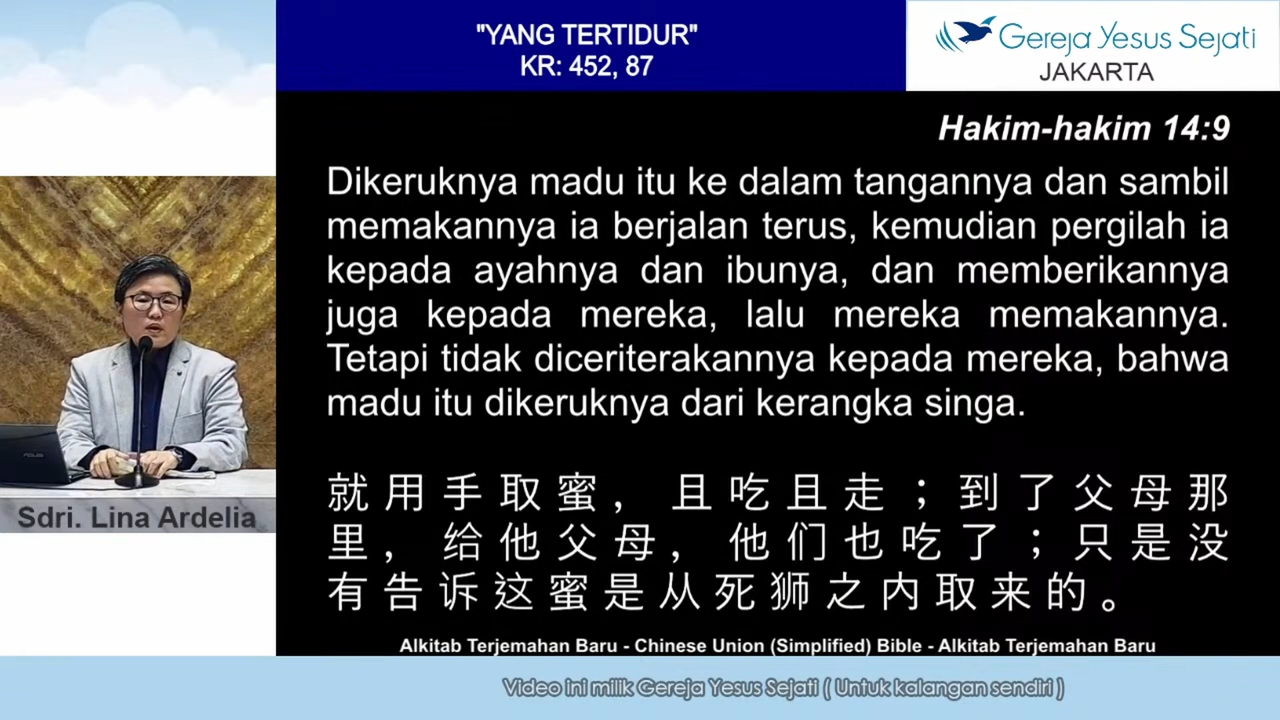 "YANG TERTIDUR"
KR: 452, 87
Gereja Yesus Sejati
JAKARTA
Hakim-hakim 14:9
Dikeruknya madu itu ke dalam tangannya dan sambil
memakannya ia berjalan terus, kemudian pergilah ia
kepada ayahnya dan ibunya, dan memberikannya
juga kepada mereka, lalu mereka memakannya.
Tetapi tidak diceriterakannya kepada mereka, bahwa
madu itu dikeruknya dari kerangka singa.
就用手取蜜，且吃且走；到了父母那
里，给他父母，他们也吃了；只是没
有告诉这蜜是从死狮之内取来的。
Alkitab Terjemahan Baru - Chinese Union (Simplified) Bible - Alkitab Terjemahan Baru
ASUS
Sdri. Lina Ardelia
Video ini milik Gereja Yesus Sejati ( Untuk kalangan sendiri )